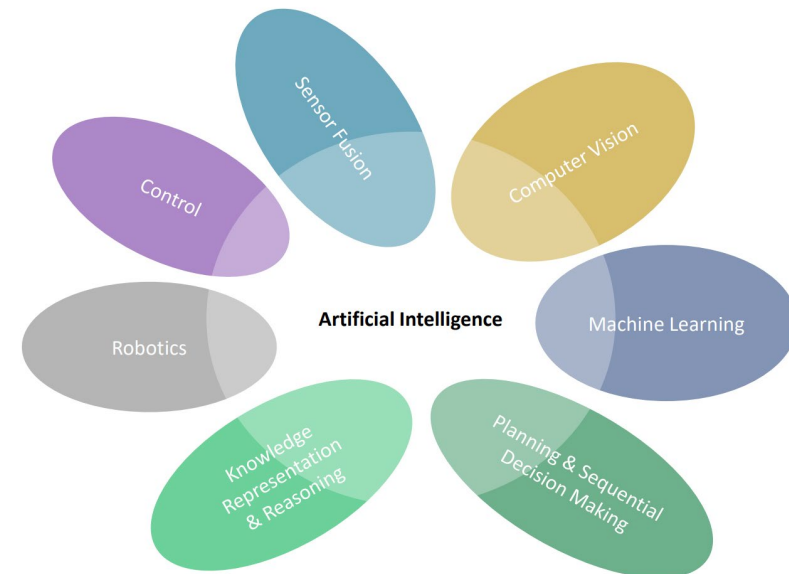 Sensor Fusion
Computer Vision
Control
Artificial Intelligence
Machine Learning
Robotics
Knowledge
Representation
& Reasoning
Planning & Sequential
Decision Making